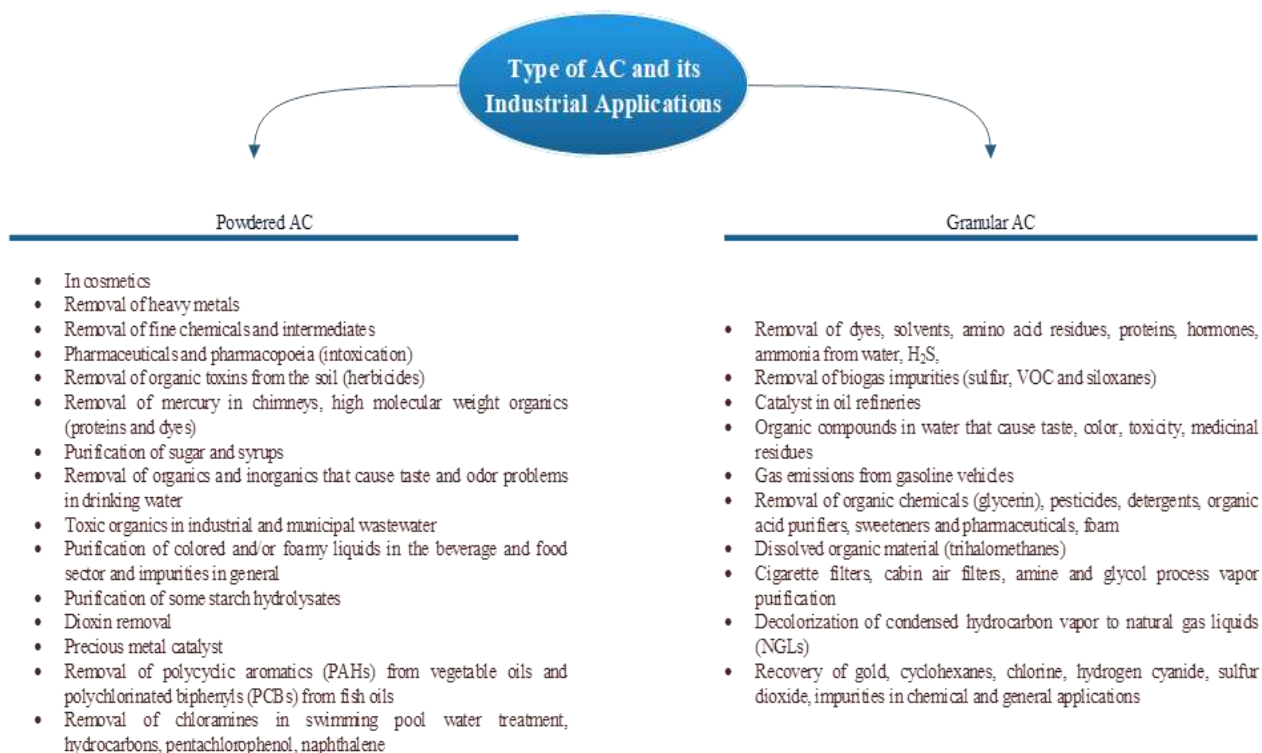 Type of AC and its
Industrial Applications
Powdered AC
• In cosmetics
• Removal of heavy metals
• Removal of fine chemicals and intermediates
• Pharmaceuticals and pharmacopoeia (intoxication)
• Removal of organic toxins from the soil (herbicides)
• Removal of mercury in chimneys, high molecular weight organics
(proteins and dyes)
• Purification of sugar and syrups
• Removal of organics and inorganics that cause taste and odor problems
in drinking water
• Toxic organics in industrial and municipal wastewater
• Purification of colored and/or foamy liquids in the beverage and food
sector and impurities in general
• Purification of some starch hydrolysates
• Dioxin removal
• Precious metal catalyst
• Removal of polycyclic aromatics (PAHs) from vegetable oils and
polychlorinated biphenyls (PCBs) from fish oils
• Removal of chloramines in swimming pool water treatment,
hydrocarbons, pentachlorophenol, naphthalene
Granular AC
• Removal of dyes, solvents, amino acid residues, proteins, hormones,
ammonia from water, H₂S,
• Removal of biogas impurities (sulfur, VOC and siloxanes)
• Catalyst in oil refineries
• Organic compounds in water that cause taste, color, toxicity, medicinal
residues
• Gas emissions from gasoline vehicles
• Removal of organic chemicals (glycerin), pesticides, detergents, organic
acid purifiers, sweeteners and pharmaceuticals, foam
• Dissolved organic material (trihalomethanes)
• Cigarette filters, cabin air filters, amine and glycol process vapor
purification
• Decolorization of condensed hydrocarbon vapor to natural gas liquids
(NGLs)
• Recovery of gold, cyclohexanes, chlorine, hydrogen cyanide, sulfur
dioxide, impurities in chemical and general applications